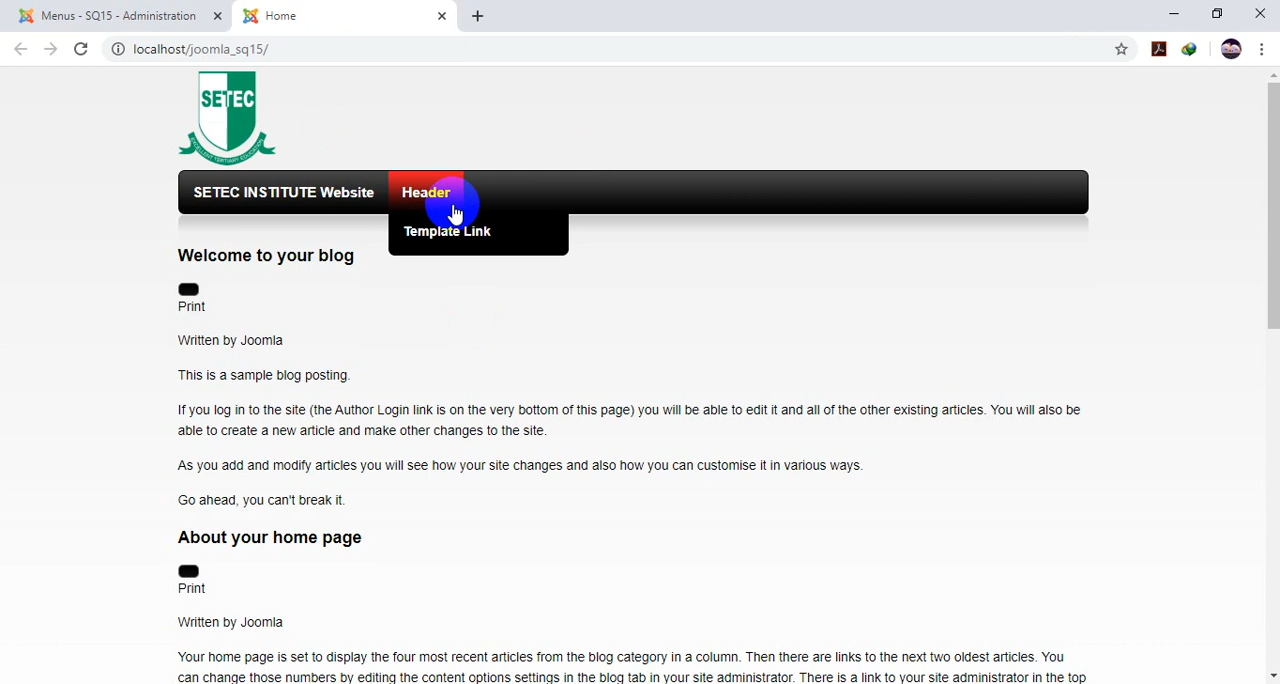 Menus - SQ15 - Administration
Home
localhost/joomla_sq15/
SETEC
SETEC INSTITUTE Website
Header
Template Link
Welcome to your blog
Print
Written by Joomla
This is a sample blog posting.
If you log in to the site (the Author Login link is on the very bottom of this page) you will be able to edit it and all of the other existing articles. You will also be
able to create a new article and make other changes to the site.
As you add and modify articles you will see how your site changes and also how you can customise it in various ways.
Go ahead, you can't break it.
About your home page
Print
Written by Joomla
Your home page is set to display the four most recent articles from the blog category in a column. Then there are links to the next two oldest articles. You
can change those numbers by editing the content options settings in the blog tab in your site administrator. There is a link to your site administrator in the top